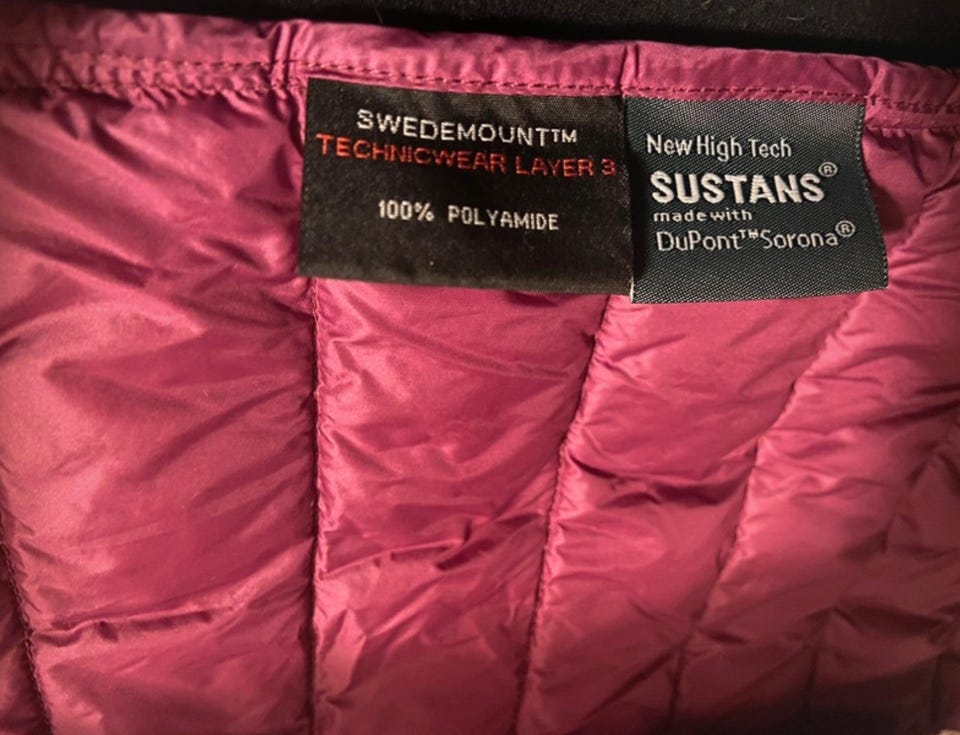 SWEDEMOUNT™
TECHNICWEAR LAYER 3
100% POLYAMIDE
New High Tech
SUSTANS®
made with
DuPont™Sorona®